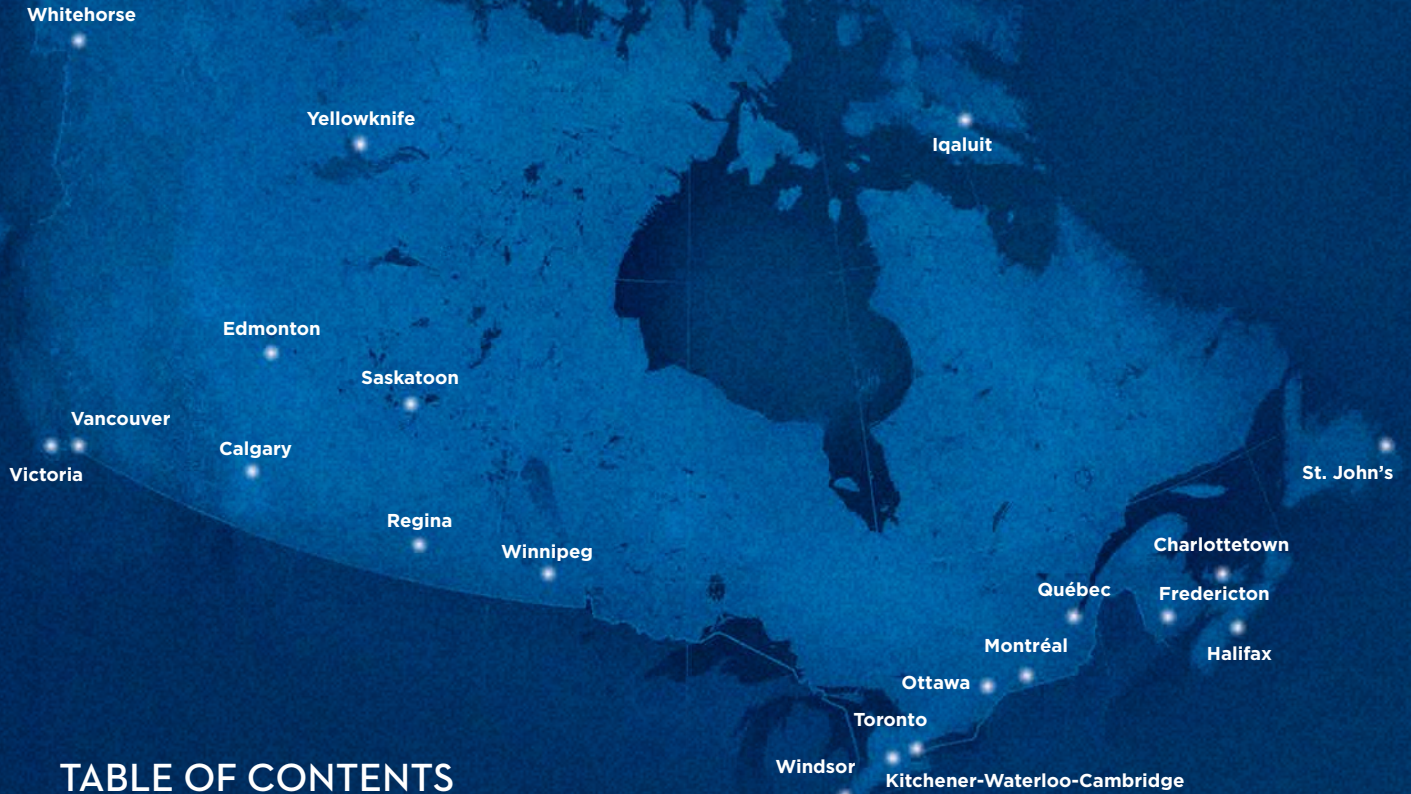 Whitehorse
Yellowknife
Iqaluit
Edmonton
Saskatoon
Vancouver
Calgary
Victoria
St. John’s
Regina
Winnipeg
Charlottetown
Québec
Fredericton
Montréal
Halifax
Ottawa
Toronto
Windsor
Kitchener-Waterloo-Cambridge
TABLE OF CONTENTS